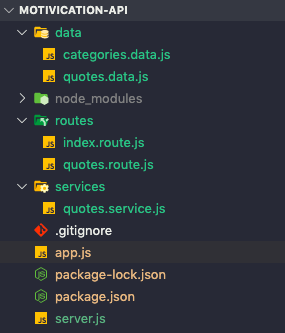 MOTIVICATION-API
data
JS categories.data.js
JS quotes.data.js
node_modules
routes
JS index.route.js
JS quotes.route.js
services
JS quotes.service.js
.gitignore
JS app.js
package-lock.json
package.json
JS server.js